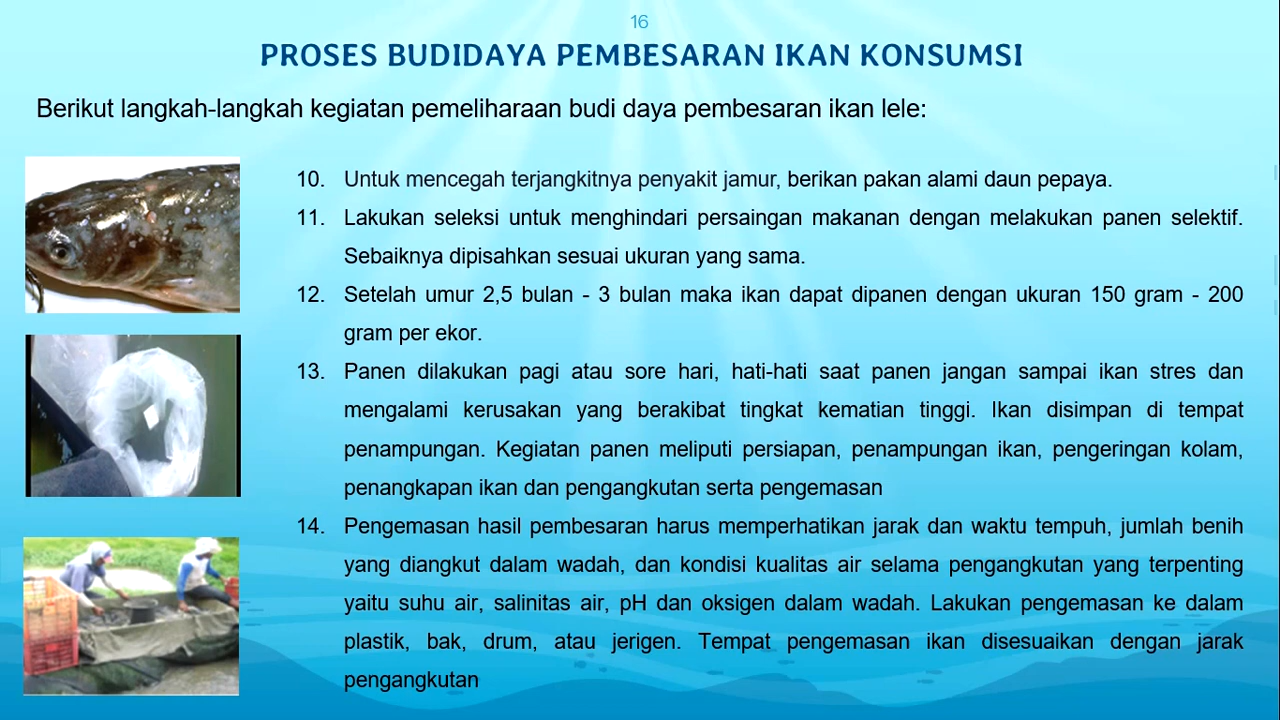 16
PROSES BUDIDAYA PEMBESARAN IKAN KONSUMSI
Berikut langkah-langkah kegiatan pemeliharaan budi daya pembesaran ikan lele:
10. Untuk mencegah terjangkitnya penyakit jamur, berikan pakan alami daun pepaya.
11. Lakukan seleksi untuk menghindari persaingan makanan dengan melakukan panen selektif.
Sebaiknya dipisahkan sesuai ukuran yang sama.
12. Setelah umur 2,5 bulan - 3 bulan maka ikan dapat dipanen dengan ukuran 150 gram - 200
gram per ekor.
13. Panen dilakukan pagi atau sore hari, hati-hati saat panen jangan sampai ikan stres dan
mengalami kerusakan yang berakibat tingkat kematian tinggi. Ikan disimpan di tempat
penampungan. Kegiatan panen meliputi persiapan, penampungan ikan, pengeringan kolam,
penangkapan ikan dan pengangkutan serta pengemasan
14. Pengemasan hasil pembesaran harus memperhatikan jarak dan waktu tempuh, jumlah benih
yang diangkut dalam wadah, dan kondisi kualitas air selama pengangkutan yang terpenting
yaitu suhu air, salinitas air, pH dan oksigen dalam wadah. Lakukan pengemasan ke dalam
plastik, bak, drum, atau jerigen. Tempat pengemasan ikan disesuaikan dengan jarak
pengangkutan